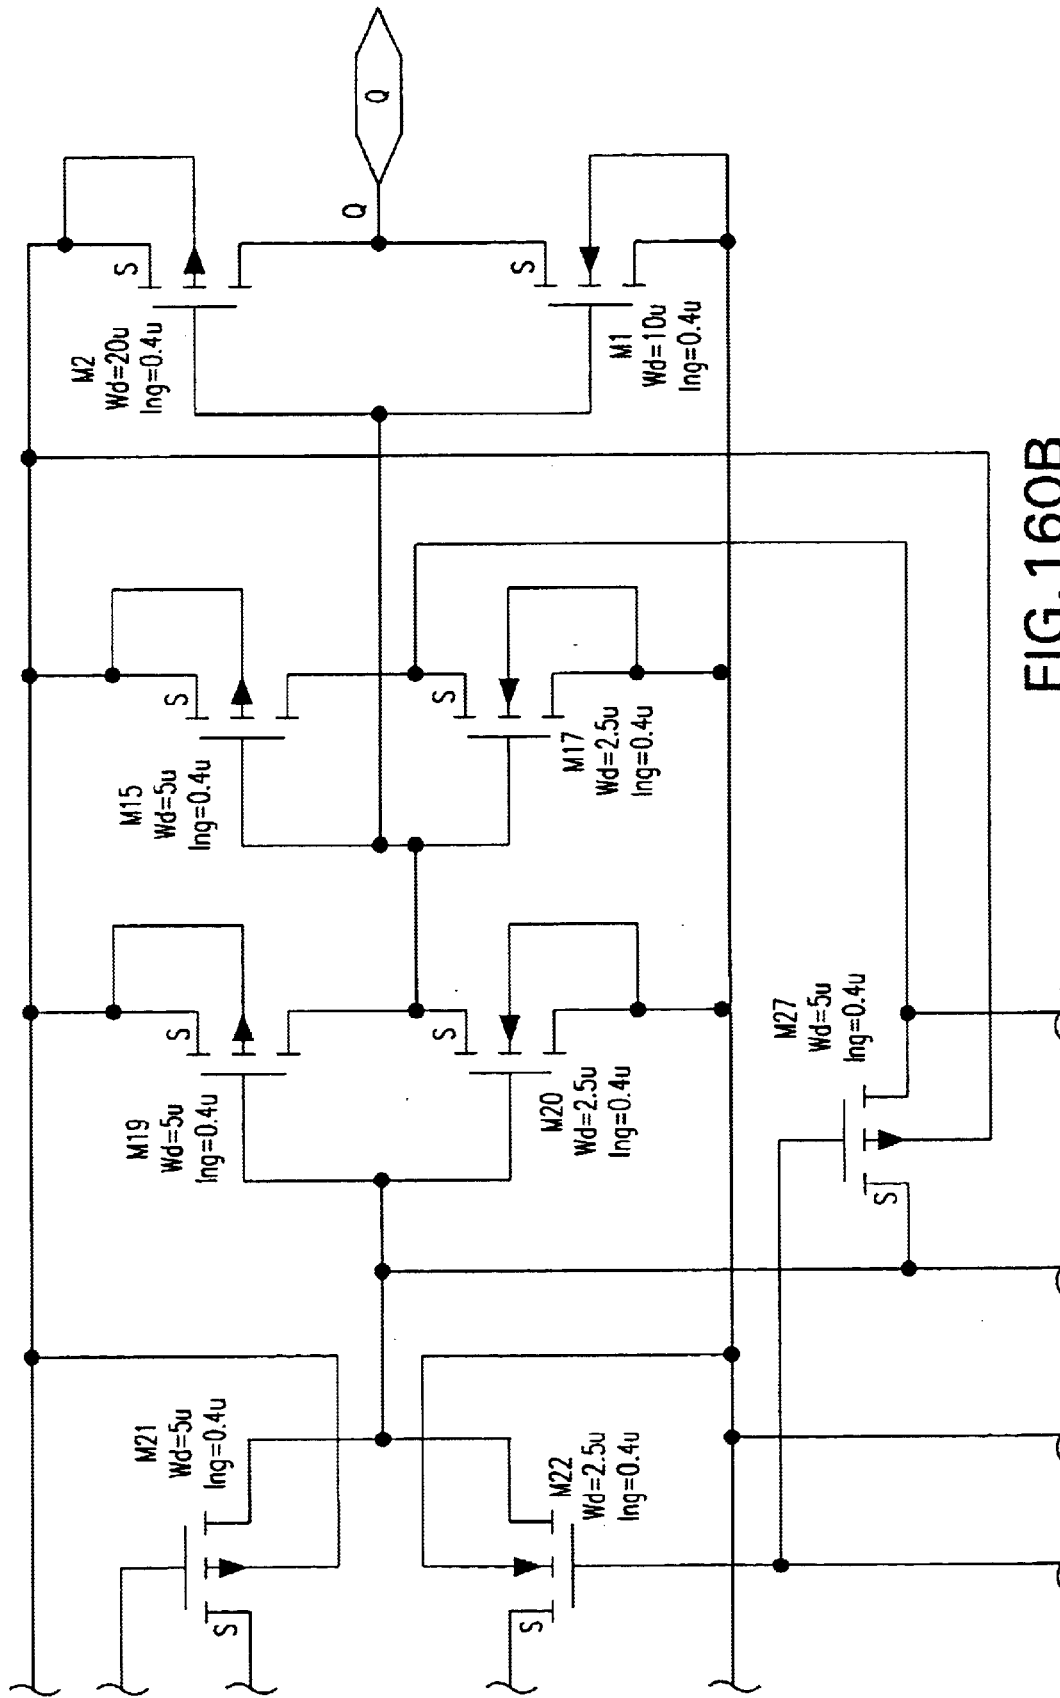 M21
Wd=5u
lng=0.4u
S
M22
Wd=2.5u
lng=0.4u
S
M19
Wd=5u
lng=0.4u
S
M20
Wd=2.5u
lng=0.4u
S
M27
Wd=5u
lng=0.4u
S
M15
Wd=5u
lng=0.4u
S
M17
Wd=2.5u
lng=0.4u
S
M2
Wd=20u
lng=0.4u
S
M1
Wd=10u
lng=0.4u
S
Q
Q
FIG. 160B